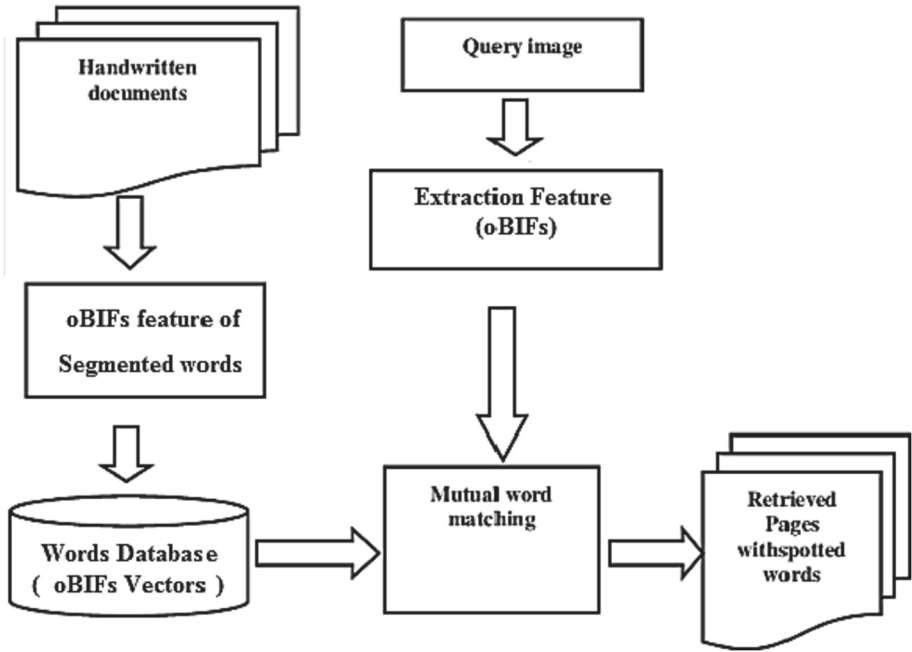 Handwritten
documents
Query image
Extraction Feature
(oBIFs)
oBIFs feature of
Segmented words
Words Database
( oBIFs Vectors )
Mutual word
matching
Retrieved
Pages
withspotted
words